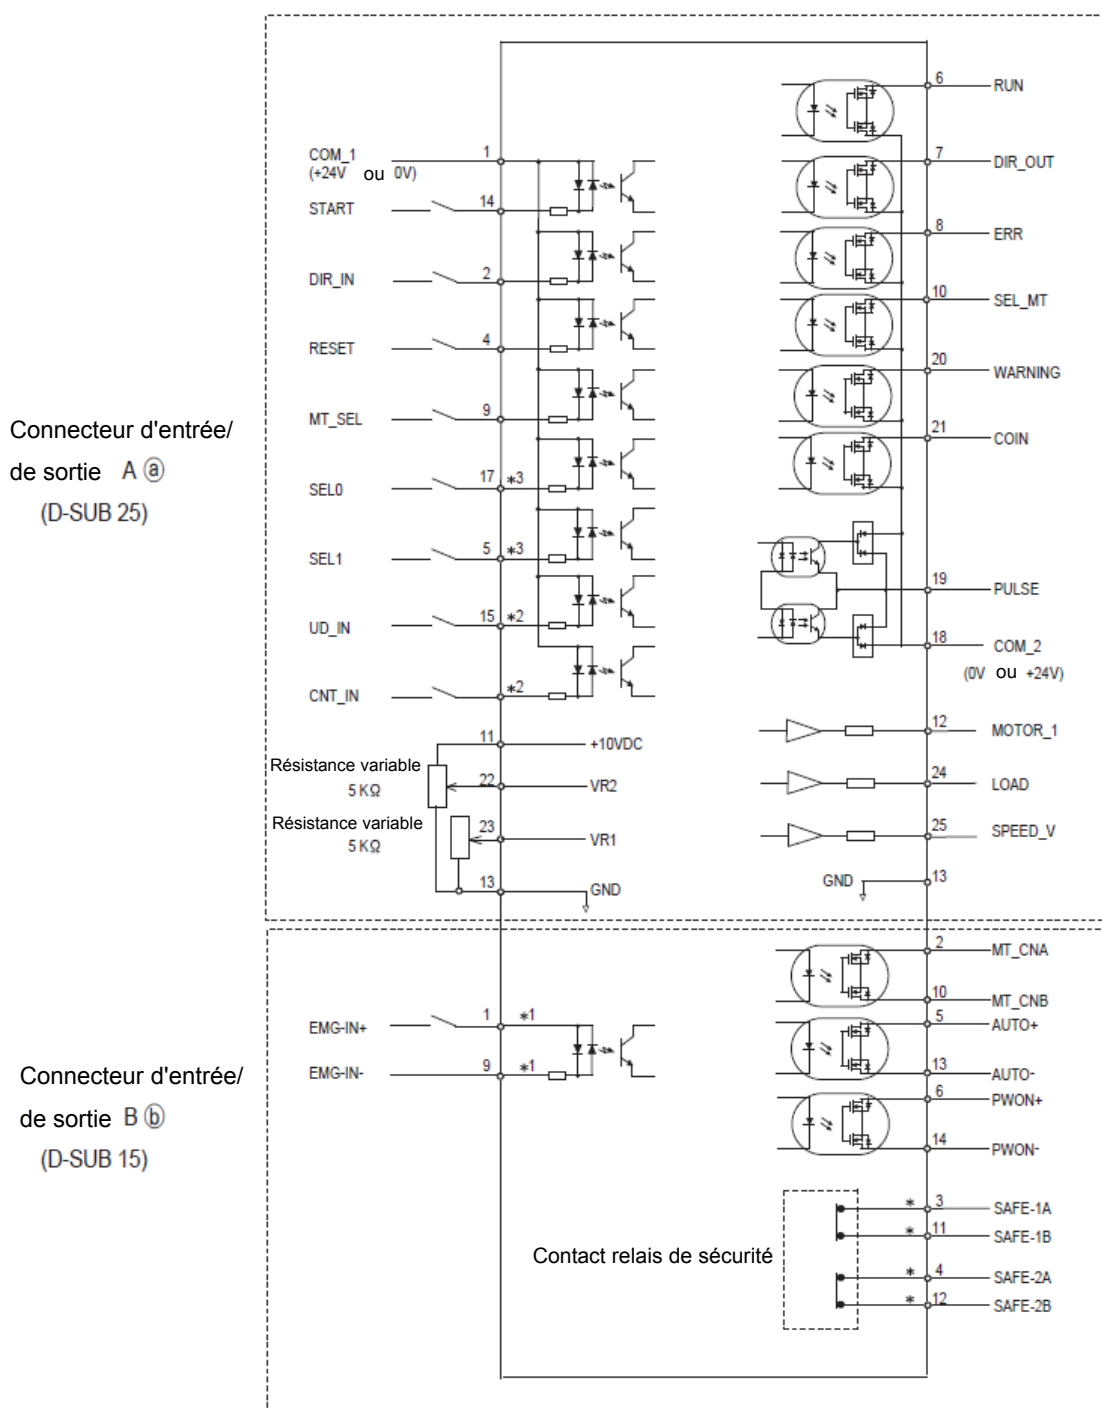 Connecteur d'entrée/
de sortie A ⓐ
(D-SUB 25)
COM_1 1
(+24V ou 0V)
START 14
DIR_IN 2
RESET 4
MT_SEL 9
SEL0 17 *3
SEL1 5 *3
UD_IN 15 *2
CNT_IN *2
11 +10VDC
Résistance variable
5 KΩ
22 VR2
Résistance variable
5 KΩ
23 VR1
13 GND
6 RUN
7 DIR_OUT
8 ERR
10 SEL_MT
20 WARNING
21 COIN
19 PULSE
18 COM_2
(0V ou +24V)
12 MOTOR_1
24 LOAD
25 SPEED_V
GND 13
Connecteur d'entrée/
de sortie B ⓑ
(D-SUB 15)
EMG-IN+ 1 *1
EMG-IN- 9 *1
2 MT_CNA
10 MT_CNB
5 AUTO+
13 AUTO-
6 PWON+
14 PWON-
Contact relais de sécurité
* 3 SAFE-1A
* 11 SAFE-1B
* 4 SAFE-2A
* 12 SAFE-2B